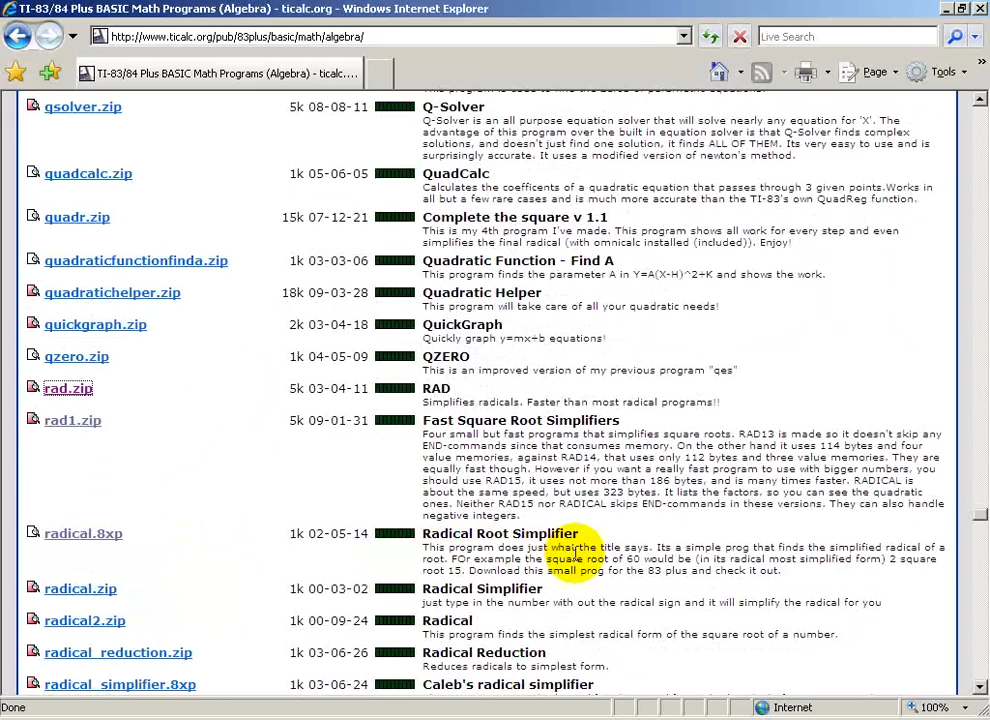 TI-83/84 Plus BASIC Math Programs (Algebra) - ticalc.org - Windows Internet Explorer
http://www.ticalc.org/pub/83plus/basic/math/algebra/
Live Search
TI-83/84 Plus BASIC Math Programs (Algebra) - ticalc....
Page
Tools
qsolver.zip 5k 08-08-11 Q-Solver
Q-Solver is an all purpose equation solver that will solve nearly any equation for 'X'. The
advantage of this program over the built in equation solver is that Q-Solver finds complex
solutions, and doesn't just find one solution, it finds ALL OF THEM. Its very easy to use and is
surprisingly accurate. It uses a modified version of newton's method.
quadcalc.zip 1k 05-06-05 QuadCalc
Calculates the coefficents of a quadratic equation that passes through 3 given points.Works in
all but a few rare cases and is much more accurate than the TI-83's own QuadReg function.
quadr.zip 15k 07-12-21 Complete the square v 1.1
This is my 4th program I've made. This program shows all work for every step and even
simplifies the final radical (with omnicalc installed (included)). Enjoy!
quadraticfunctionfinda.zip 1k 03-03-06 Quadratic Function - Find A
This program finds the parameter A in Y=A(X-H)^2+K and shows the work.
quadratichelper.zip 18k 09-03-28 Quadratic Helper
This program will take care of all your quadratic needs!
quickgraph.zip 2k 03-04-18 QuickGraph
Quickly graph y=mx+b equations!
qzero.zip 1k 04-05-09 QZERO
This is an improved version of my previous program "qes"
rad.zip 5k 03-04-11 RAD
Simplifies radicals. Faster than most radical programs!!
rad1.zip 5k 09-01-31 Fast Square Root Simplifiers
Four small but fast programs that simplifies square roots. RAD13 is made so it doesn't skip any
END-commands since that consumes memory. On the other hand it uses 114 bytes and four
value memories, against RAD14, that uses only 112 bytes and three value memories. They are
equally fast though. However if you want a really fast program to use with bigger numbers, you
should use RAD15, it uses not more than 186 bytes, and is many times faster. RADICAL is
about the same speed, but uses 323 bytes. It lists the factors, so you can see the quadratic
ones. Neither RAD15 nor RADICAL skips END-commands in these versions. They can also handle
negative integers.
radical.8xp 1k 02-05-14 Radical Root Simplifier
This program does just what the title says. Its a simple prog that finds the simplified radical of a
root. FOr example the square root of 60 would be (in its radical most simplified form) 2 square
root 15. Download this small prog for the 83 plus and check it out.
radical.zip 1k 00-03-02 Radical Simplifier
just type in the number with out the radical sign and it will simplify the radical for you
radical2.zip 1k 00-09-24 Radical
This program finds the simplest radical form of the square root of a number.
radical_reduction.zip 1k 03-06-26 Radical Reduction
Reduces radicals to simplest form.
radical_simplifier.8xp 1k 03-06-24 Caleb's radical simplifier
Done
Internet
100%